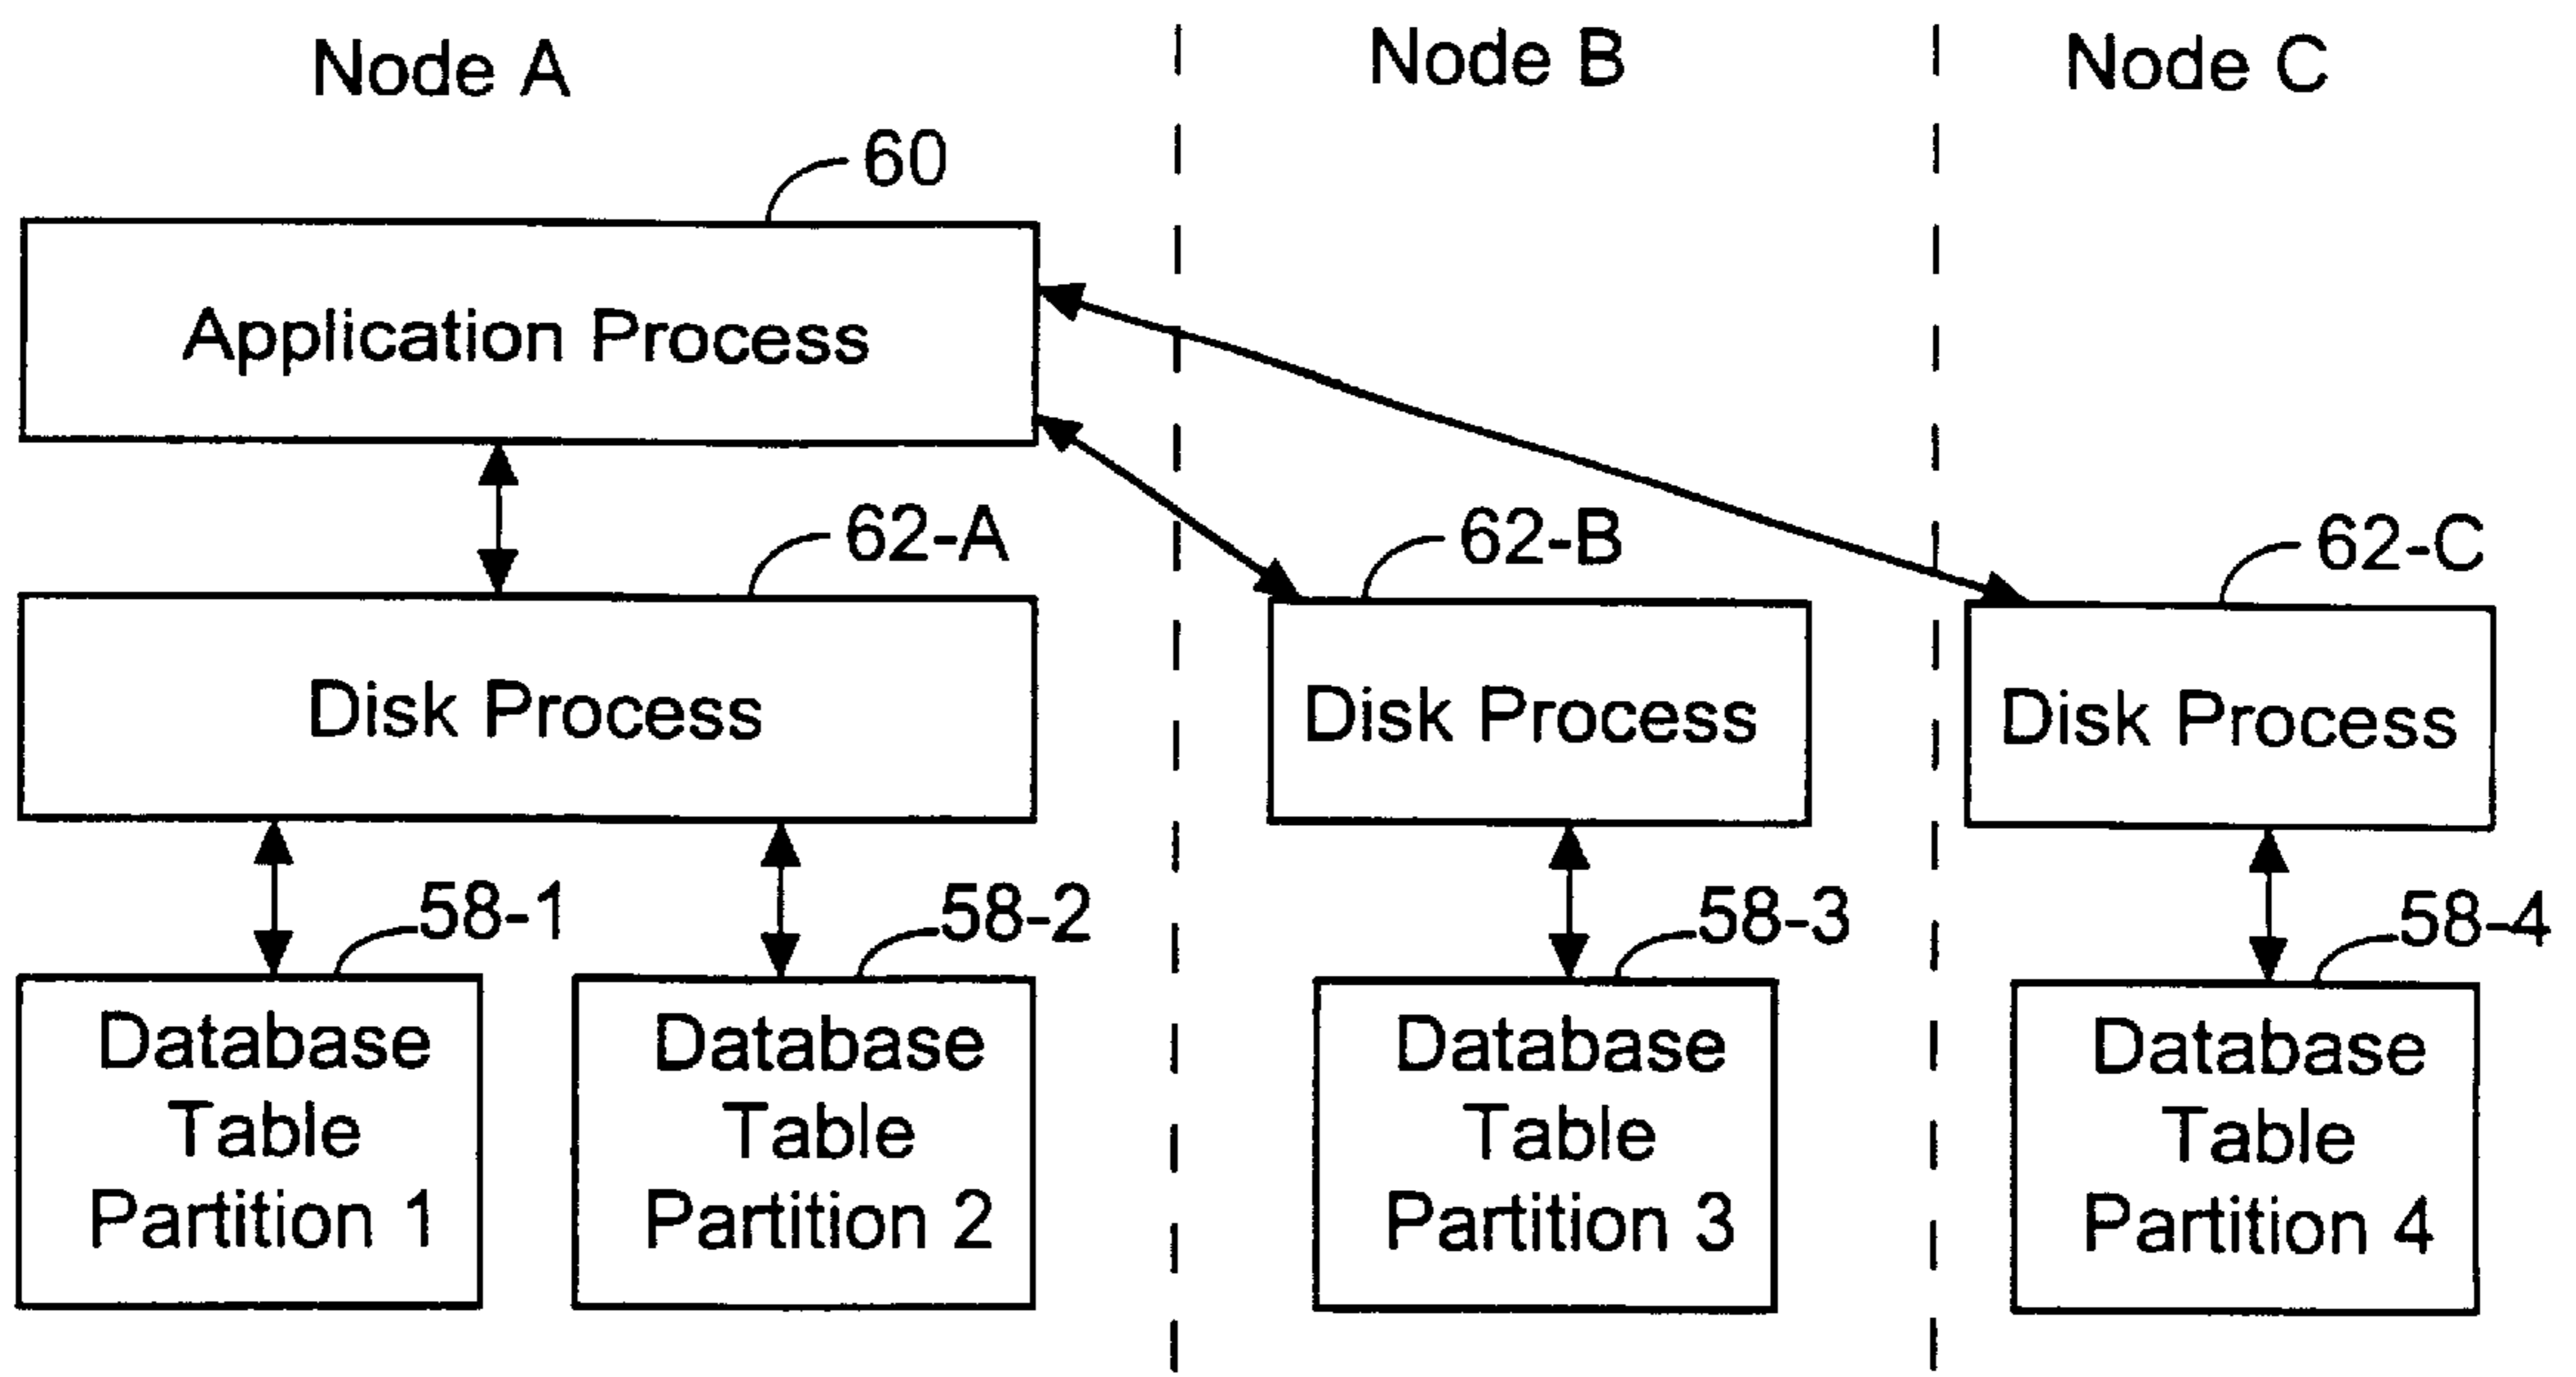 Node A
Node B
Node C
60
Application Process
62-A
62-B
62-C
Disk Process
Disk Process
Disk Process
58-1
58-2
58-3
58-4
Database
Table
Partition 1
Database
Table
Partition 2
Database
Table
Partition 3
Database
Table
Partition 4